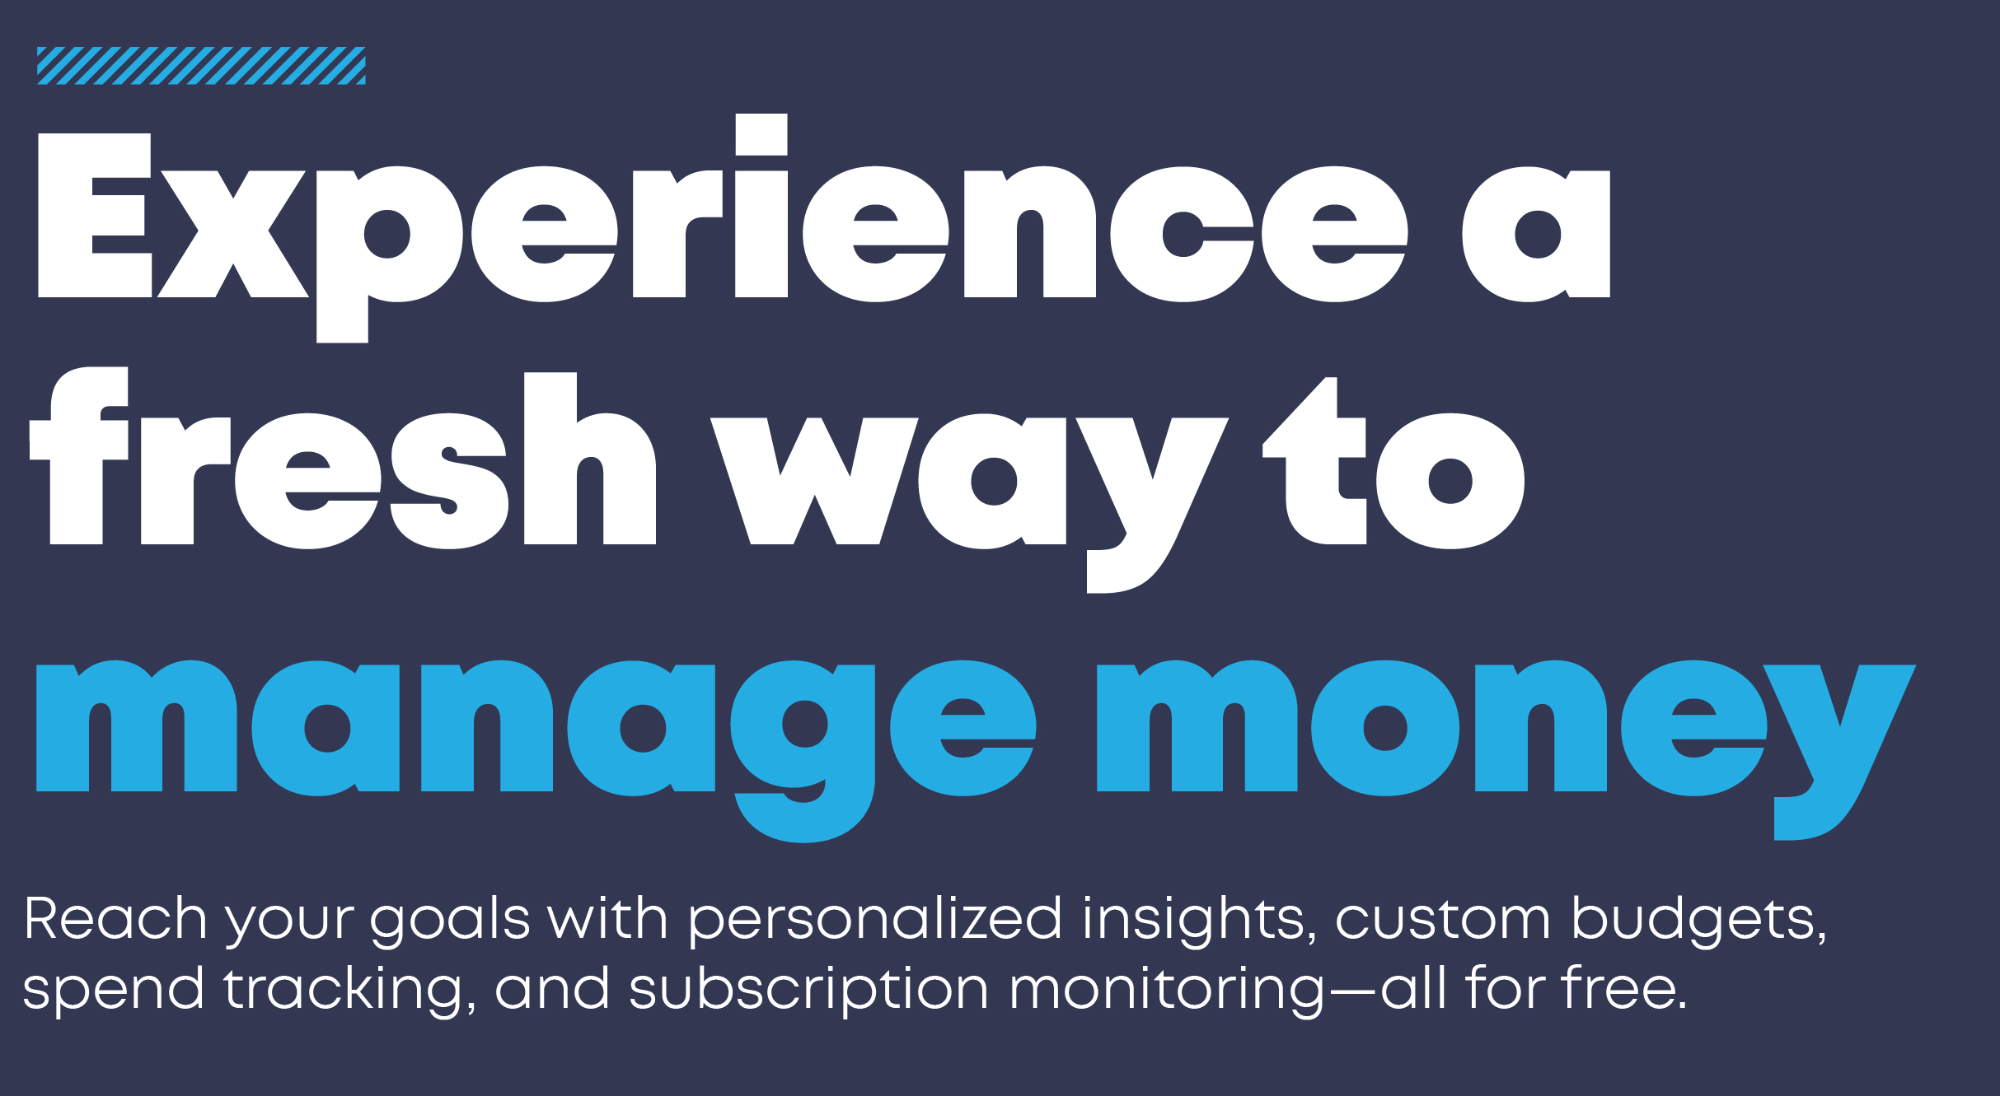 Experience a
fresh way to
manage money
Reach your goals with personalized insights, custom budgets,
spend tracking, and subscription monitoring—all for free.